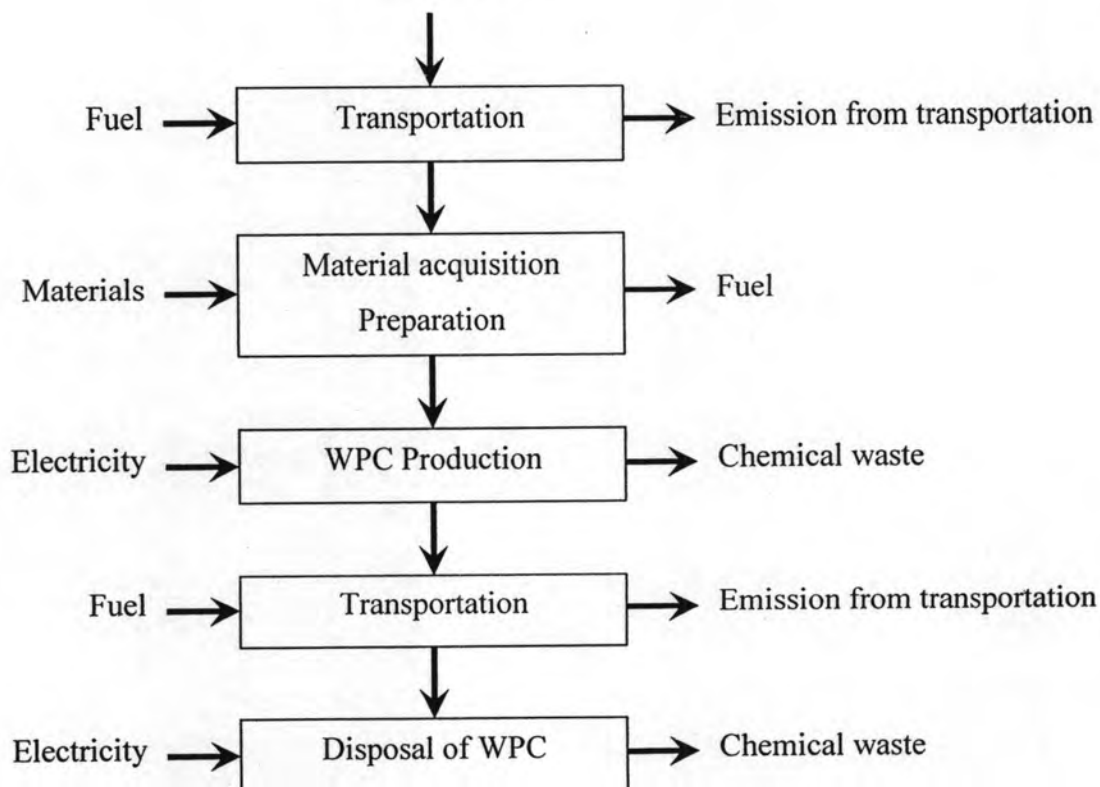 Fuel
Transportation
Emission from transportation
Materials
Material acquisition
Preparation
Fuel
Electricity
WPC Production
Chemical waste
Fuel
Transportation
Emission from transportation
Electricity
Disposal of WPC
Chemical waste